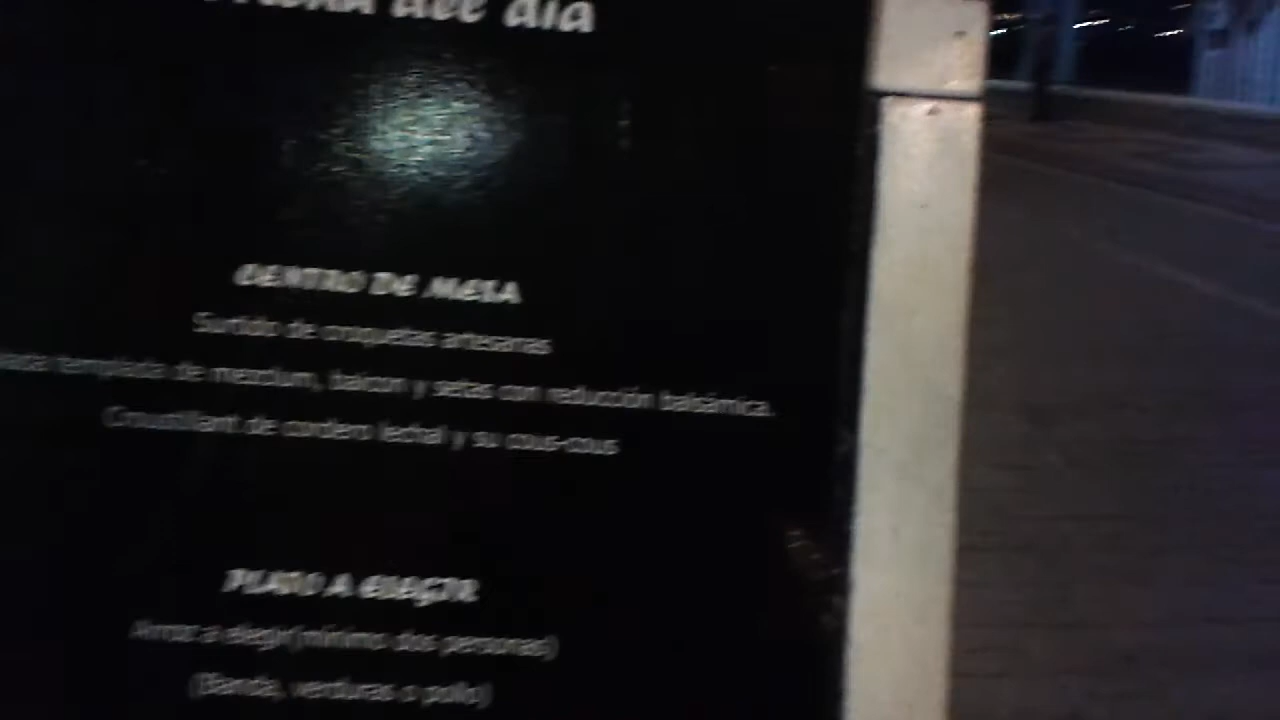 del día
CENTRO DE MESA
Surtido de croquetas artesanas
templada de mezclum, baicon y setas con reducción balsámica.
Croustillant de cordero lechal y su cous-cous
PLATO A ELEGIR
Arroz a elegir(mínimo dos personas)
(Banda, verduras o pollo)